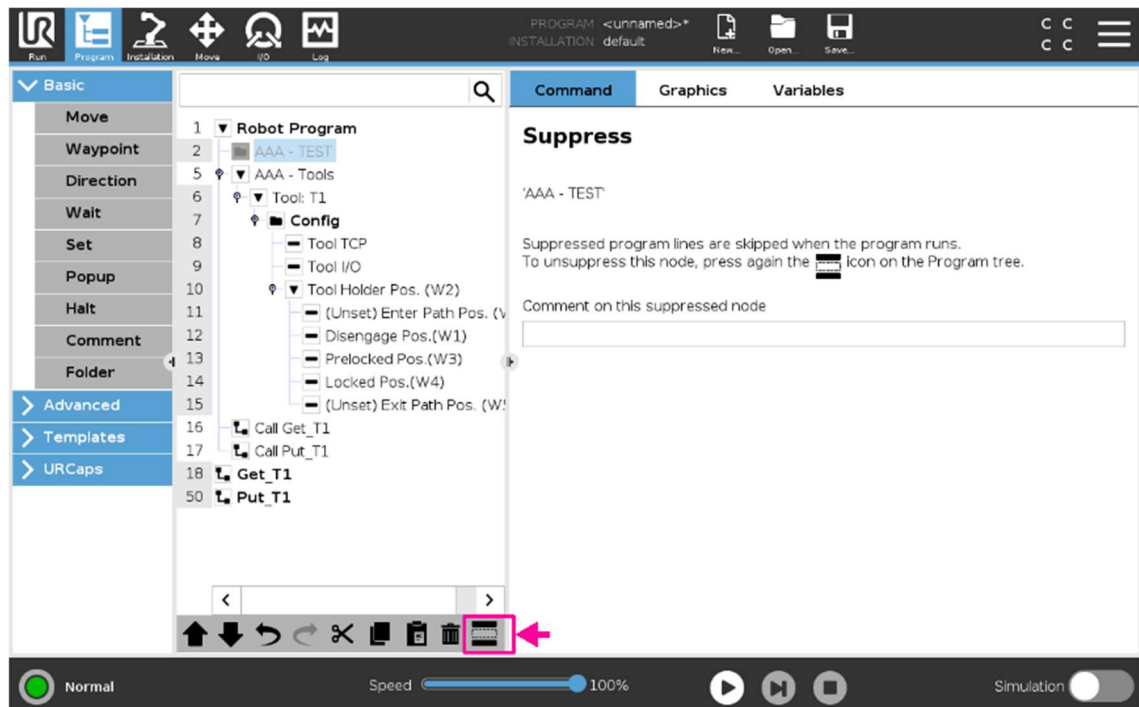 PROGRAM <unnamed>*
INSTALLATION default
New... Open... Save...
C C
C C
UR
Run Program Installation Move I/O Log
Basic
Move
Waypoint
Direction
Wait
Set
Popup
Halt
Comment
Folder
Advanced
Templates
URCaps
1 Robot Program
2 AAA - TEST
5 AAA - Tools
6 Tool: T1
7 Config
8 Tool TCP
9 Tool I/O
10 Tool Holder Pos. (W2)
11 (Unset) Enter Path Pos. (W
12 Disengage Pos.(W1)
13 Prelocked Pos.(W3)
14 Locked Pos.(W4)
15 (Unset) Exit Path Pos. (W5
16 Call Get_T1
17 Call Put_T1
18 Get_T1
50 Put_T1
Command Graphics Variables
Suppress
'AAA - TEST'
Suppressed program lines are skipped when the program runs.
To unsuppress this node, press again the icon on the Program tree.
Comment on this suppressed node
Normal
Speed 100%
Simulation